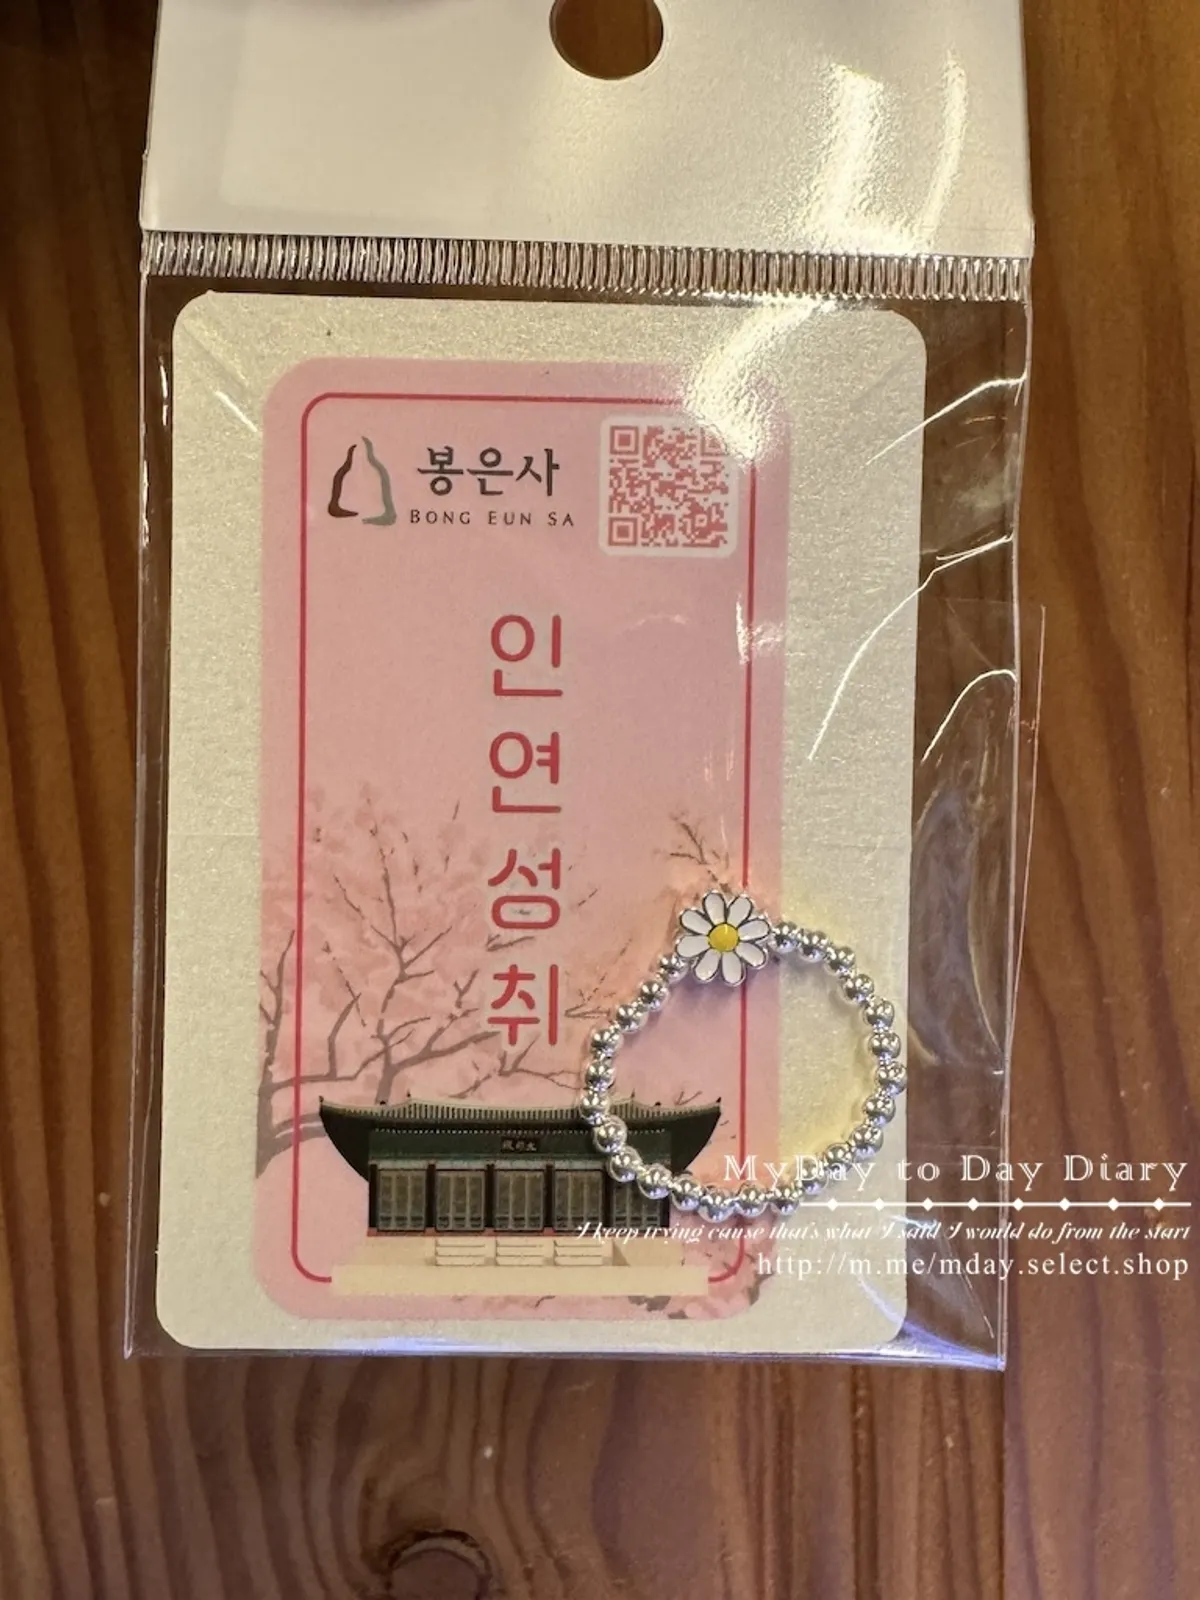 봉은사
BONG EUN SA
인
연
성
취
MyDay to Day Diary
I keep trying cause that's what I said I would do from the start
http://m.me/mday.select.shop